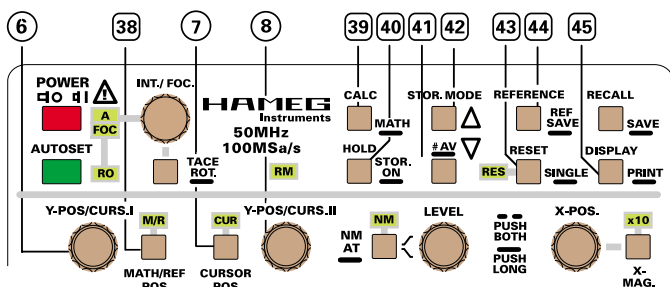 6 38 7 8 39 40 41 42 43 44 45
POWER
INT./ FOC.
HAMEG
Instruments
50MHz
100MSa/s
CALC
STOR. MODE
REFERENCE
RECALL
A
FOC
MATH
REF
SAVE
SAVE
AUTOSET
HOLD
# AV
RESET
DISPLAY
RO
TACE
ROT.
RM
STOR.
ON
RES
SINGLE
PRINT
Y-POS/CURS.I
M/R
CUR
Y-POS/CURS.II
NM
LEVEL
PUSH
BOTH
X-POS.
x10
NM
AT
PUSH
LONG
MATH/REF
POS
CURSOR
POS
X-
MAG.